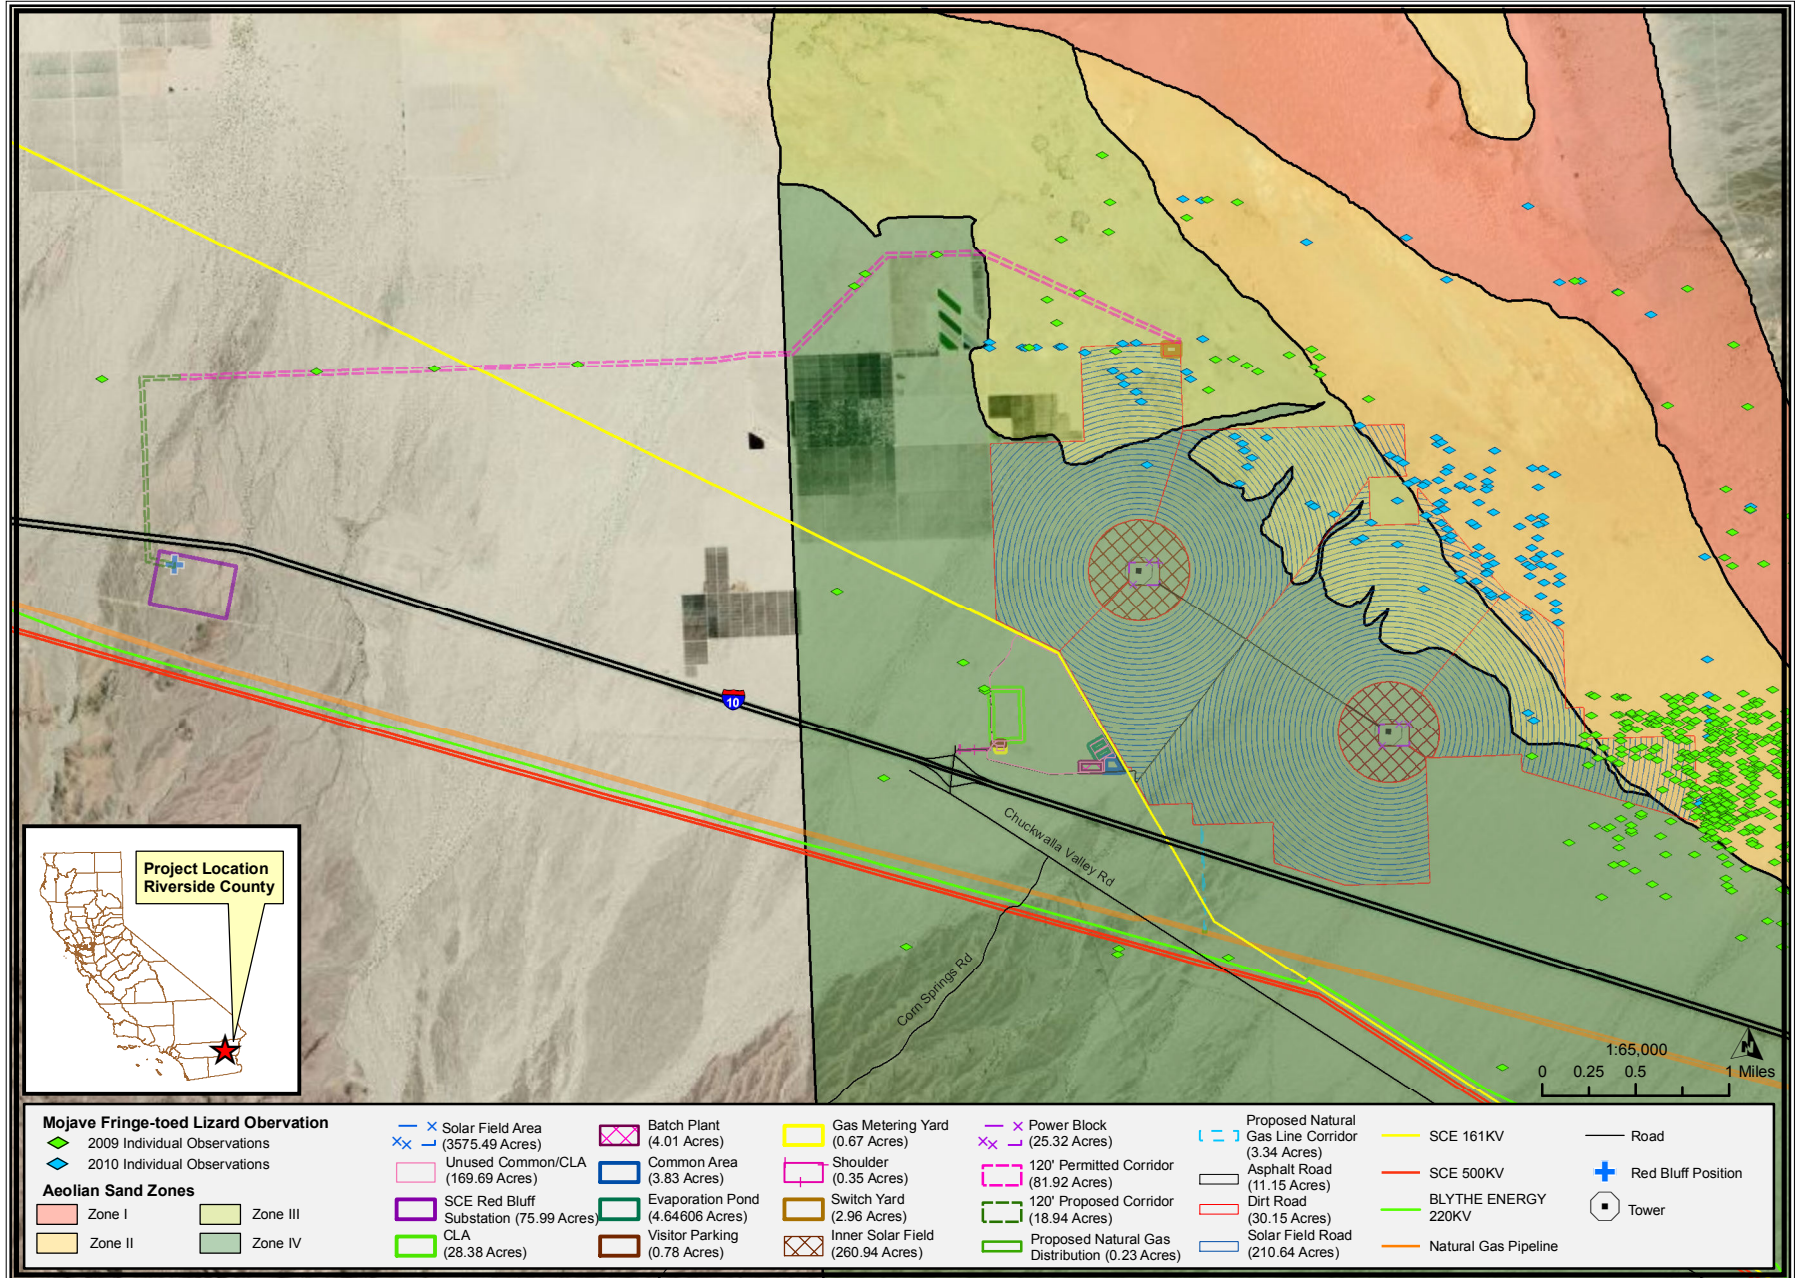 10
Chuckwalla Valley Rd
Corn Springs Rd
Project Location
Riverside County
N
1:65,000
0 0.25 0.5 1 Miles
Mojave Fringe-toed Lizard Obervation
2009 Individual Observations
2010 Individual Observations
Aeolian Sand Zones
Zone I
Zone II
Zone III
Zone IV
Solar Field Area
(3575.49 Acres)
Unused Common/CLA
(169.69 Acres)
SCE Red Bluff
Substation (75.99 Acres)
CLA
(28.38 Acres)
Batch Plant
(4.01 Acres)
Common Area
(3.83 Acres)
Evaporation Pond
(4.64606 Acres)
Visitor Parking
(0.78 Acres)
Gas Metering Yard
(0.67 Acres)
Shoulder
(0.35 Acres)
Switch Yard
(2.96 Acres)
Inner Solar Field
(260.94 Acres)
Power Block
(25.32 Acres)
120' Permitted Corridor
(81.92 Acres)
120' Proposed Corridor
(18.94 Acres)
Proposed Natural Gas
Distribution (0.23 Acres)
Proposed Natural
Gas Line Corridor
(3.34 Acres)
Asphalt Road
(11.15 Acres)
Dirt Road
(30.15 Acres)
Solar Field Road
(210.64 Acres)
SCE 161KV
SCE 500KV
BLYTHE ENERGY
220KV
Natural Gas Pipeline
Road
Red Bluff Position
Tower